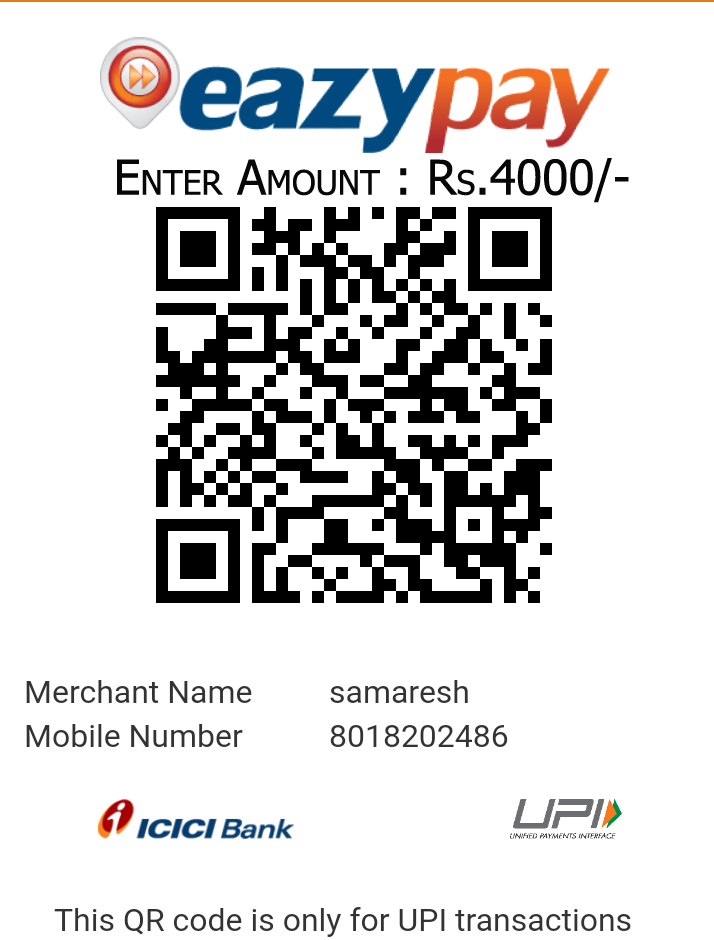 eazypay
ENTER AMOUNT : RS.4000/-
Merchant Name samaresh
Mobile Number 8018202486
ICICI Bank UPI
UNIFIED PAYMENTS INTERFACE
This QR code is only for UPI transactions